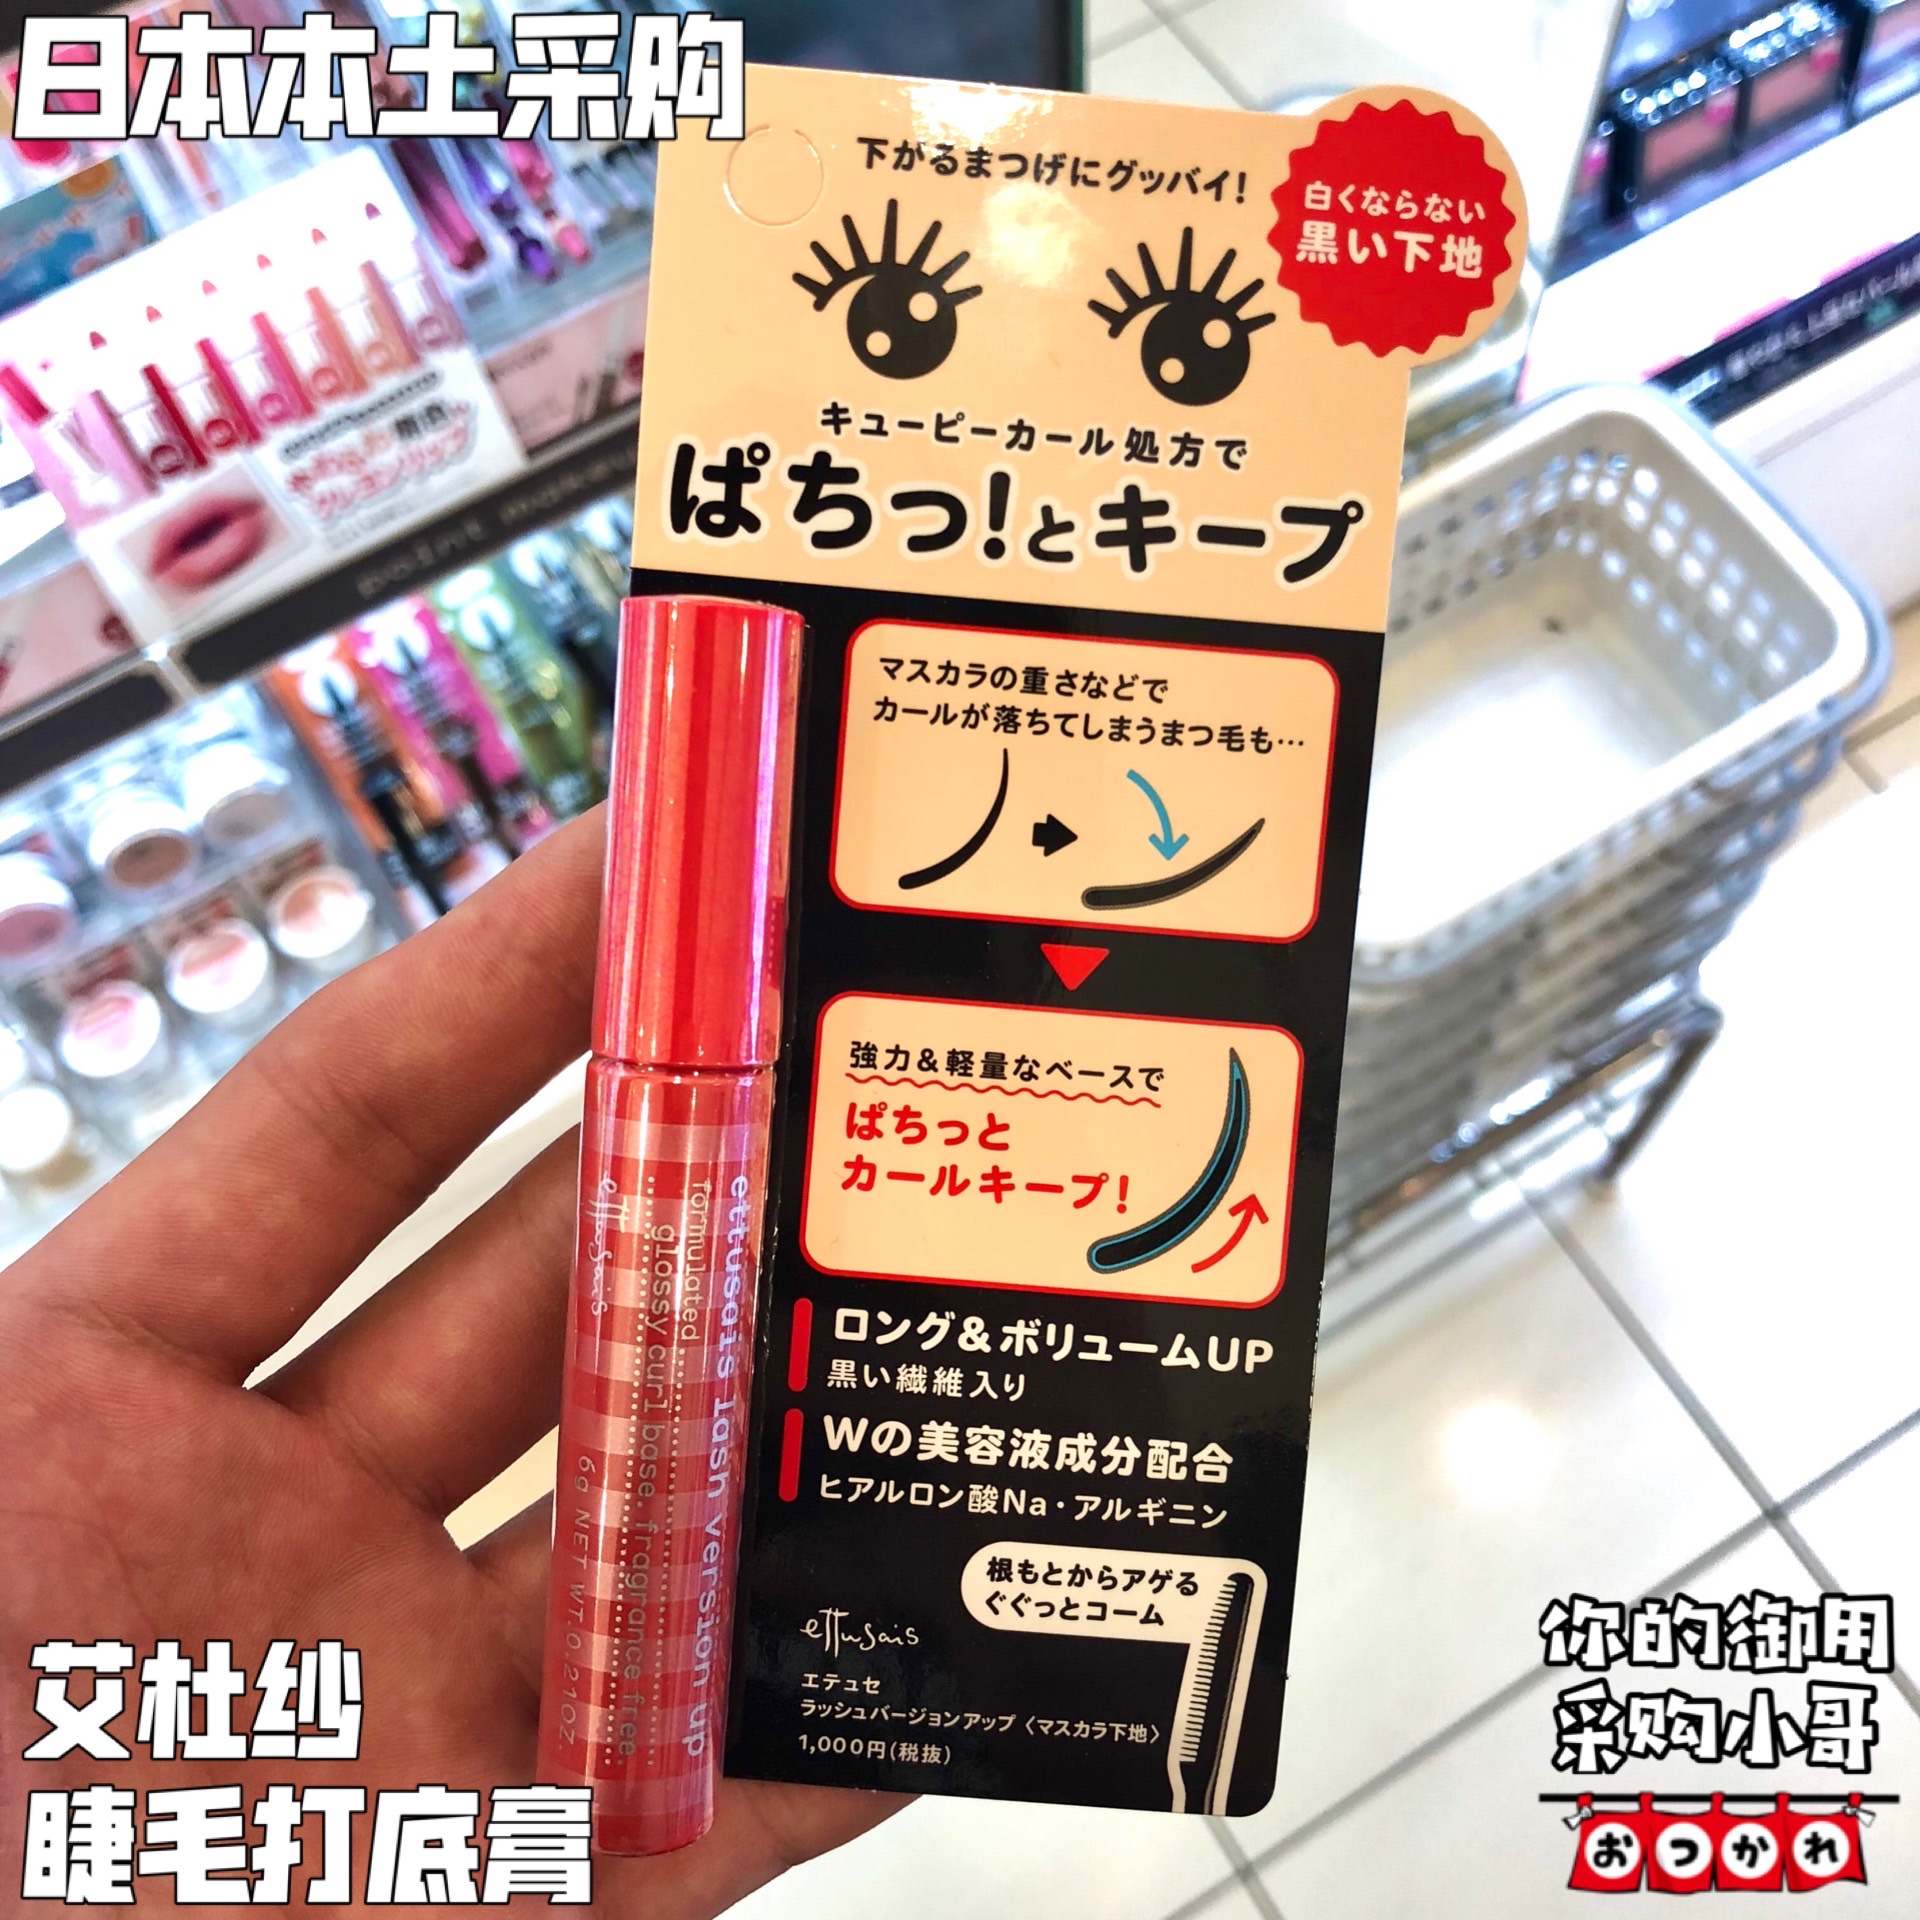 日本本土采购
下がるまつげにグッバイ!
白くならない
黒い下地
キューピーカール処方で
ぱちっ!とキープ
マスカラの重さなどで
カールが落ちてしまうまつ毛も…
強力&軽量なベースで
ぱちっと
カールキープ!
ロング&ボリュームUP
黒い繊維入り
Wの美容液成分配合
ヒアルロン酸Na・アルギニン
根もとからアゲる
ぐぐっとコーム
ettusais
エテュセ
ラッシュバージョンアップ〈マスカラ下地〉
1,000円(税抜)
ettusais lash version up
formulated
glossy curl base. fragrance free.
ettusais
6g NET WT.0.21OZ.
point makeup
艾杜纱
睫毛打底膏
你的御用
采购小哥
おつかれ